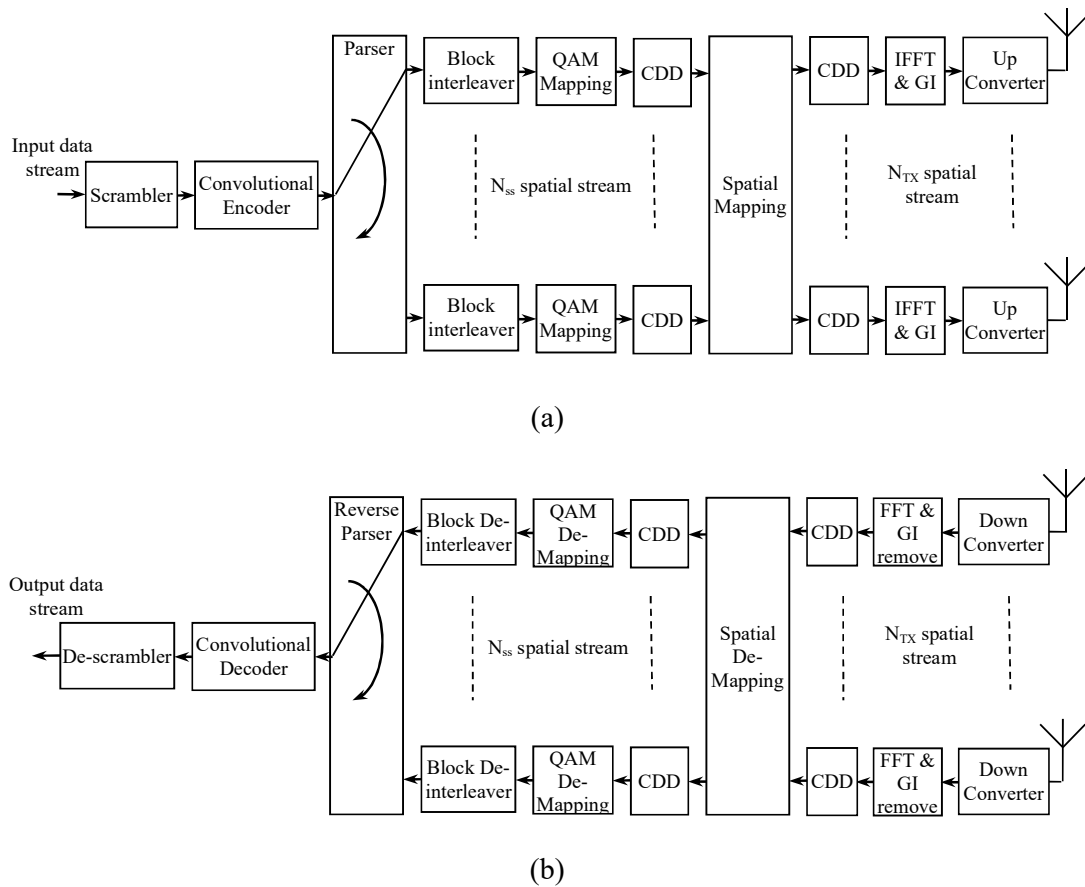 Parser
Block
interleaver
QAM
Mapping
CDD
CDD
IFFT
& GI
Up
Converter
Input data
stream
Scrambler
Convolutional
Encoder
Nss spatial stream
Spatial
Mapping
NTX spatial
stream
Block
interleaver
QAM
Mapping
CDD
CDD
IFFT
& GI
Up
Converter
(a)
Reverse
Parser
Block De-
interleaver
QAM
De-
Mapping
CDD
CDD
FFT &
GI
remove
Down
Converter
Output data
stream
De-scrambler
Convolutional
Decoder
Nss spatial stream
Spatial
De-
Mapping
NTX spatial
stream
Block De-
interleaver
QAM
De-
Mapping
CDD
CDD
FFT &
GI
remove
Down
Converter
(b)